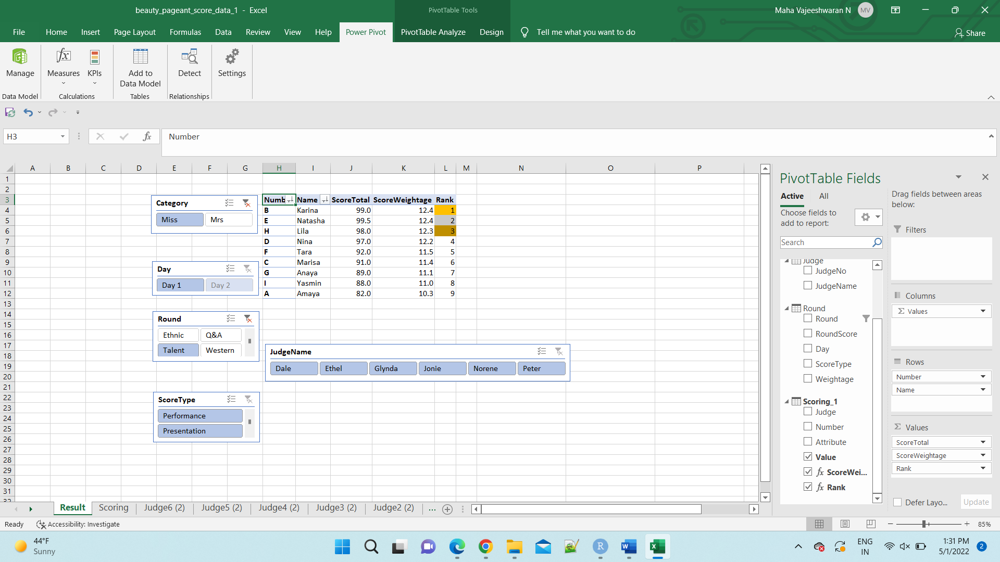 beauty_pageant_score_data_1 - Excel
PivotTable Tools
Maha Vajeeshwaran N
MV
File Home Insert Page Layout Formulas Data Review View Help Power Pivot PivotTable Analyze Design Tell me what you want to do Share
Manage Measures KPIs Add to Data Model Detect Settings
Data Model Calculations Tables Relationships
H3 fx Number
A B C D E F G H I J K L M N O P
1
2
3 Numb Name ScoreTotal ScoreWeightage Rank
4 B Karina 99.0 12.4 1
5 E Natasha 99.5 12.4 2
6 H Lila 98.0 12.3 3
7 D Nina 97.0 12.2 4
8 F Tara 92.0 11.5 5
9 C Marisa 91.0 11.4 6
10 G Anaya 89.0 11.1 7
11 I Yasmin 88.0 11.0 8
12 A Amaya 82.0 10.3 9
13
14
15
16
17
18
19
20
21
22
23
24
25
26
27
28
29
30
31
32
Category
Miss Mrs
Day
Day 1 Day 2
Round
Ethnic Q&A
Talent Western
JudgeName
Dale Ethel Glynda Jonie Norene Peter
ScoreType
Performance
Presentation
PivotTable Fields
Active All
Choose fields to
add to report:
Search
Judge
JudgeNo
JudgeName
Round
Round
RoundScore
Day
ScoreType
Weightage
Scoring_1
Judge
Number
Attribute
Value
fx ScoreWei...
fx Rank
Drag fields between areas
below:
Filters
Columns
Σ Values
Rows
Number
Name
Σ Values
ScoreTotal
ScoreWeightage
Rank
Defer Layo... Update
Result Scoring Judge6 (2) Judge5 (2) Judge4 (2) Judge3 (2) Judge2 (2) ...
Ready Accessibility: Investigate 85%
44°F
Sunny
ENG
IN
1:31 PM
5/1/2022
2